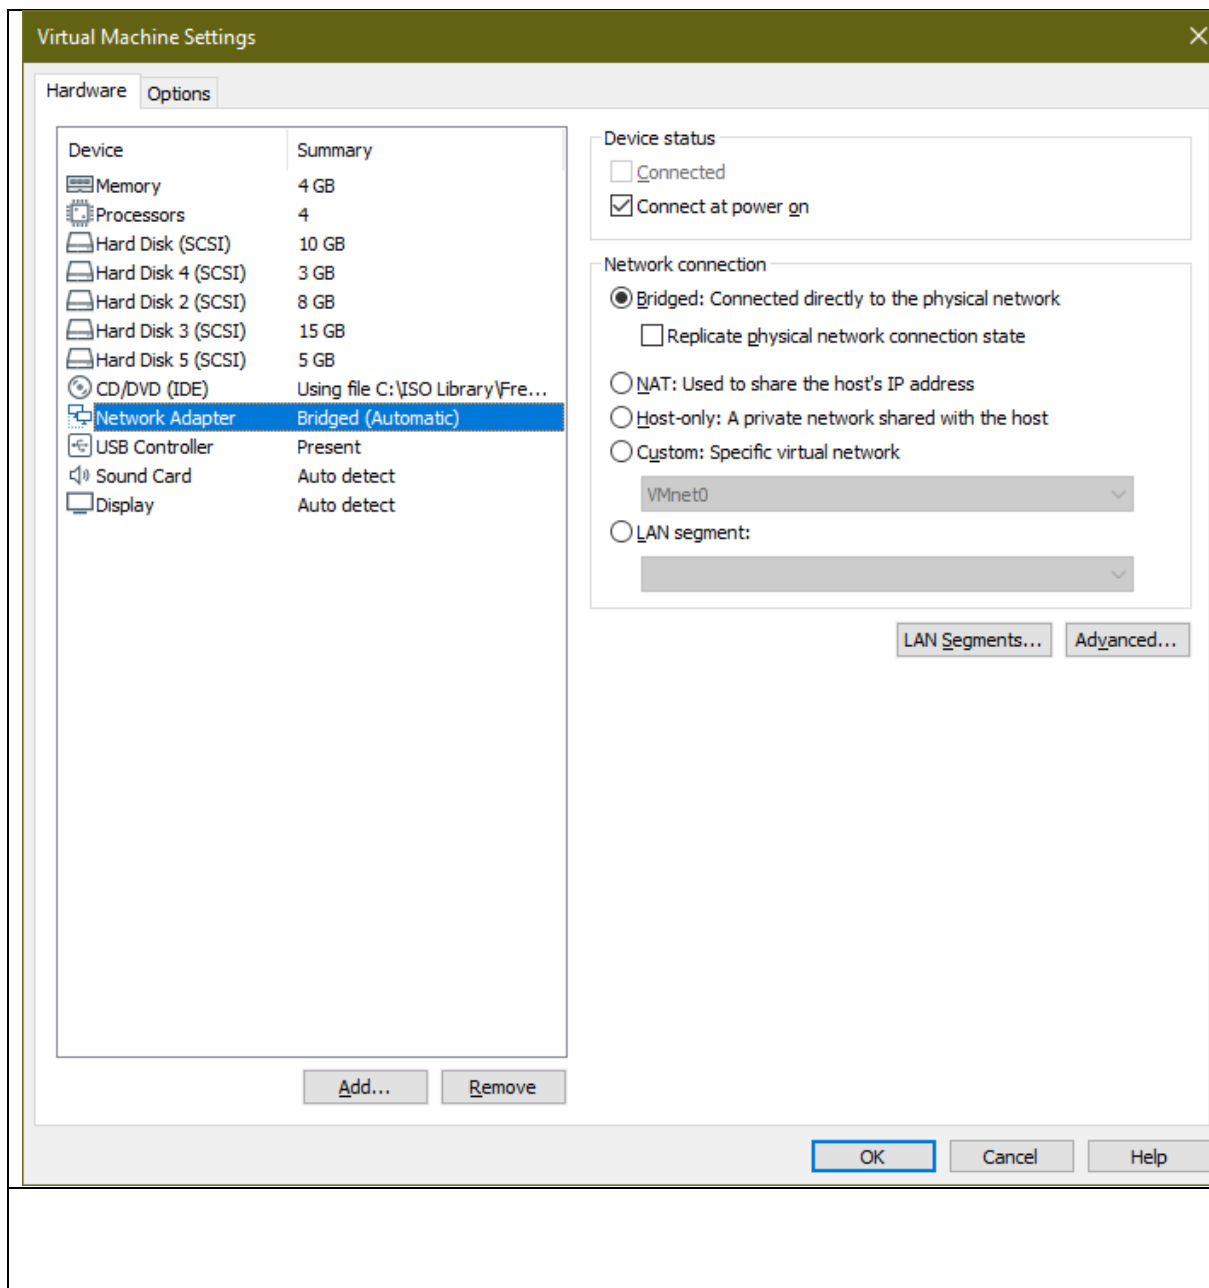 Virtual Machine Settings
Hardware Options
Device Summary
Memory 4 GB
Processors 4
Hard Disk (SCSI) 10 GB
Hard Disk 4 (SCSI) 3 GB
Hard Disk 2 (SCSI) 8 GB
Hard Disk 3 (SCSI) 15 GB
Hard Disk 5 (SCSI) 5 GB
CD/DVD (IDE) Using file C:\ISO Library\Fre...
Network Adapter Bridged (Automatic)
USB Controller Present
Sound Card Auto detect
Display Auto detect
Add... Remove
Device status
Connected
Connect at power on
Network connection
Bridged: Connected directly to the physical network
Replicate physical network connection state
NAT: Used to share the host's IP address
Host-only: A private network shared with the host
Custom: Specific virtual network
VMnet0
LAN segment:
LAN Segments... Advanced...
OK Cancel Help